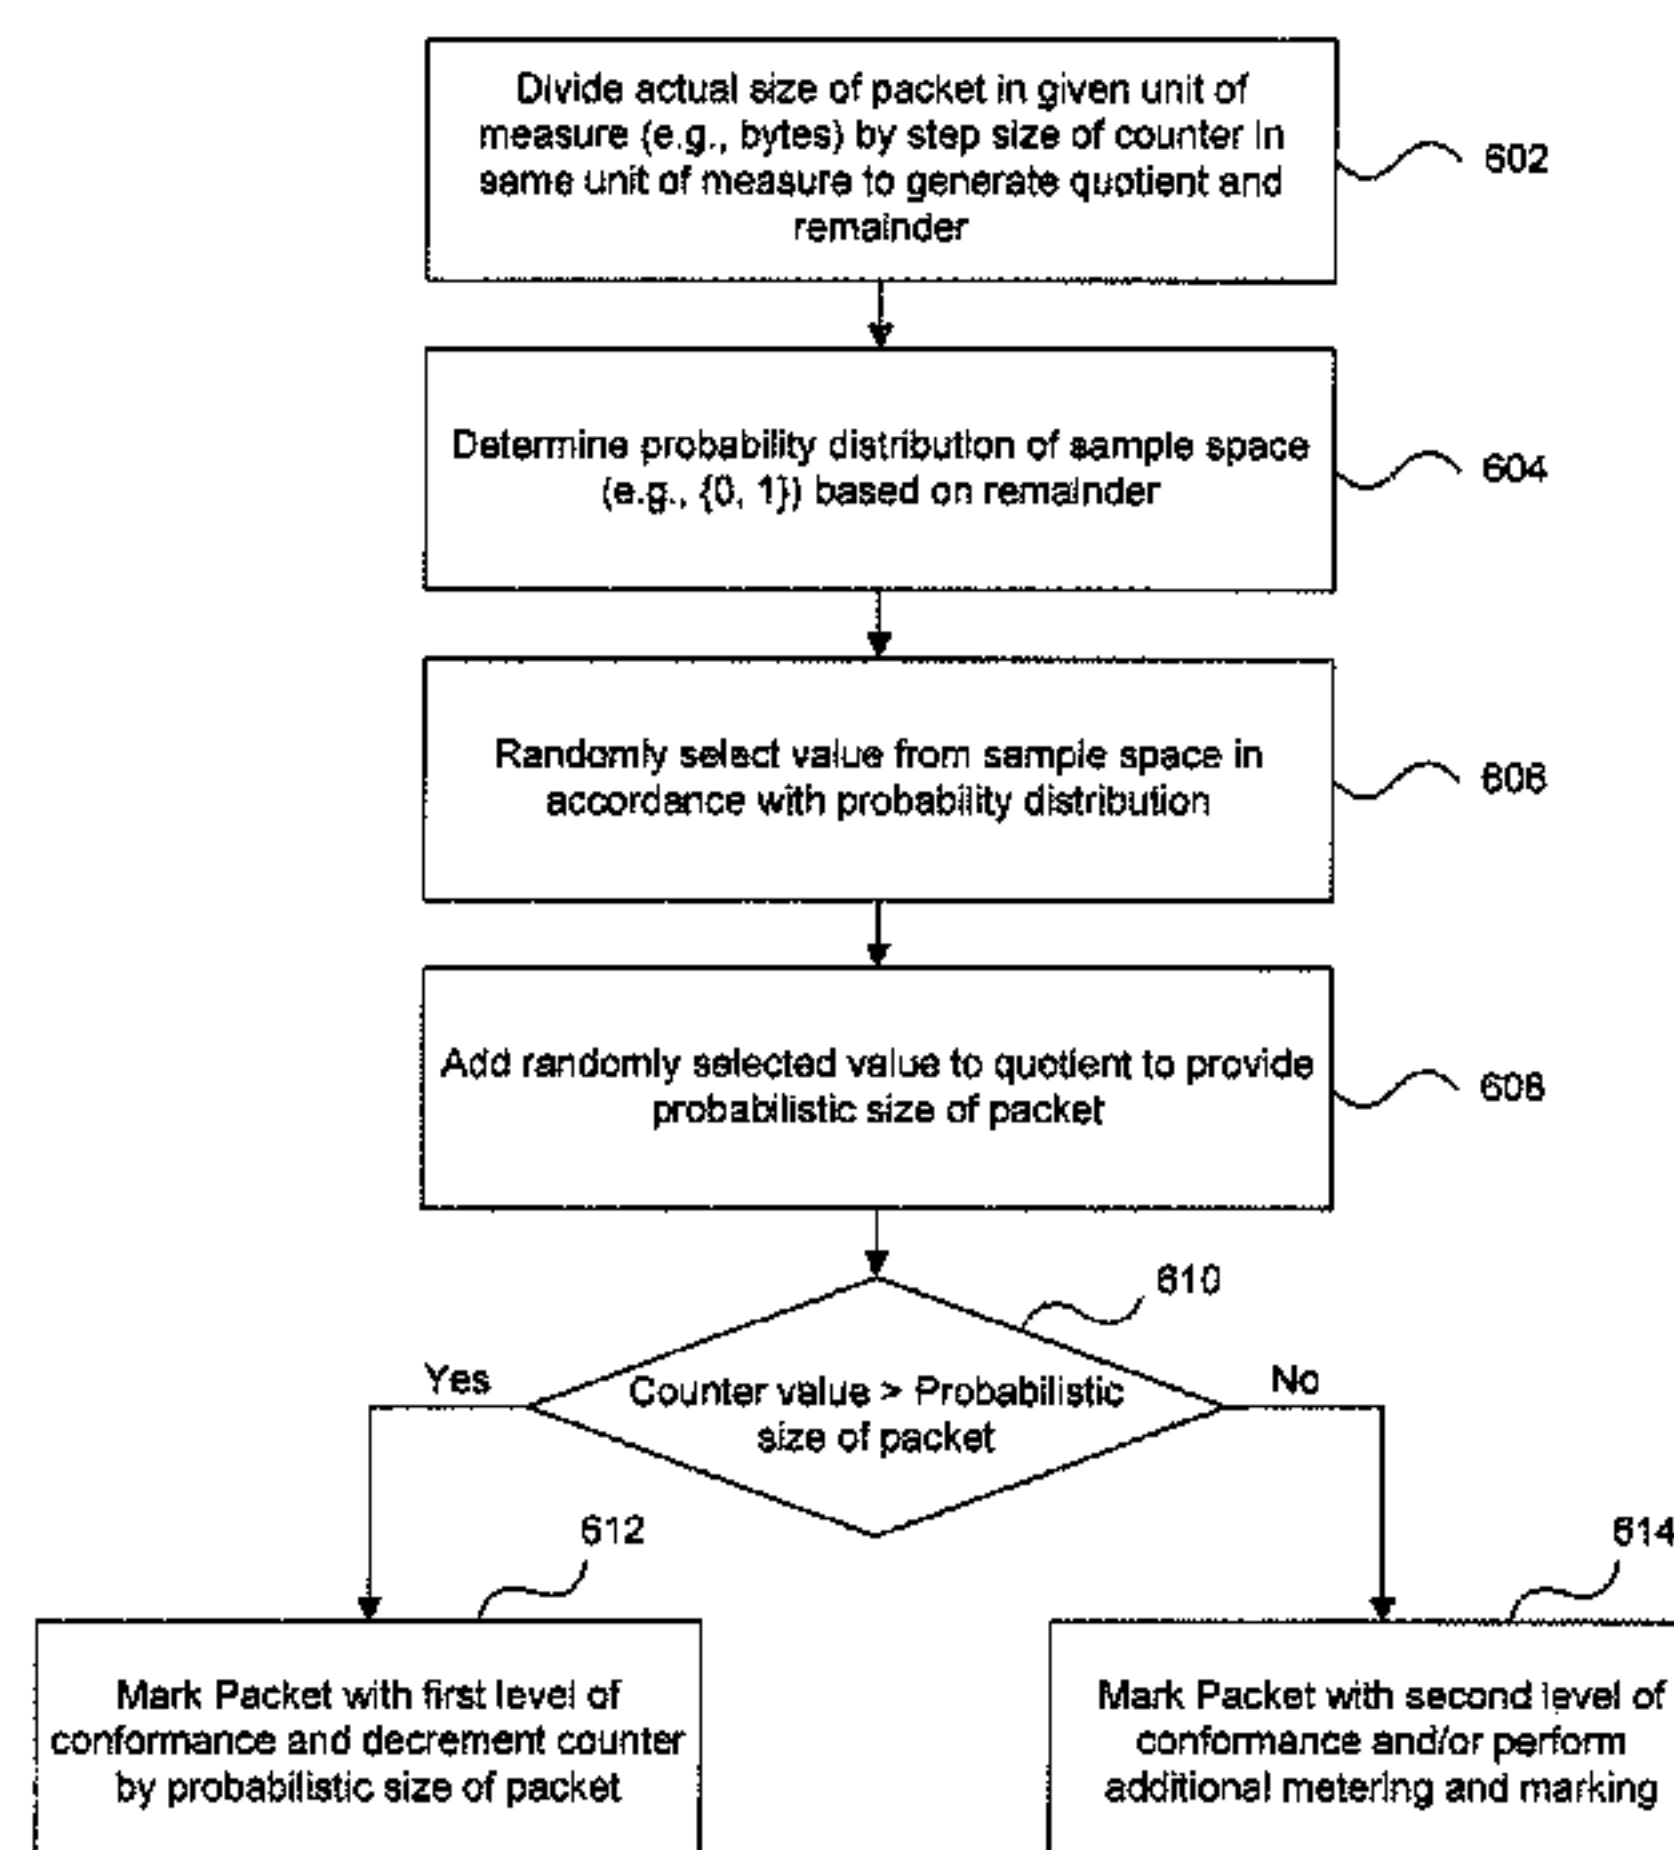 Divide actual size of packet in given unit of
measure (e.g., bytes) by step size of counter in
same unit of measure to generate quotient and
remainder
602
Determine probability distribution of sample space
(e.g., {0, 1}) based on remainder
604
Randomly select value from sample space in
accordance with probability distribution
606
Add randomly selected value to quotient to provide
probabilistic size of packet
608
610
Yes
Counter value > Probabilistic
size of packet
No
612
614
Mark Packet with first level of
conformance and decrement counter
by probabilistic size of packet
Mark Packet with second level of
conformance and/or perform
additional metering and marking